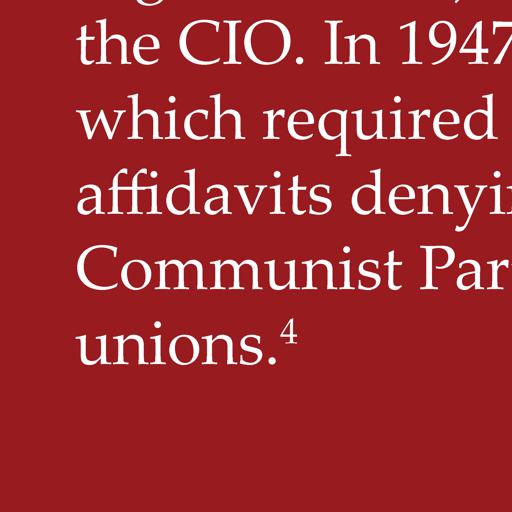 the CIO. In 1947
which required
affidavits denyi
Communist Par
unions.⁴